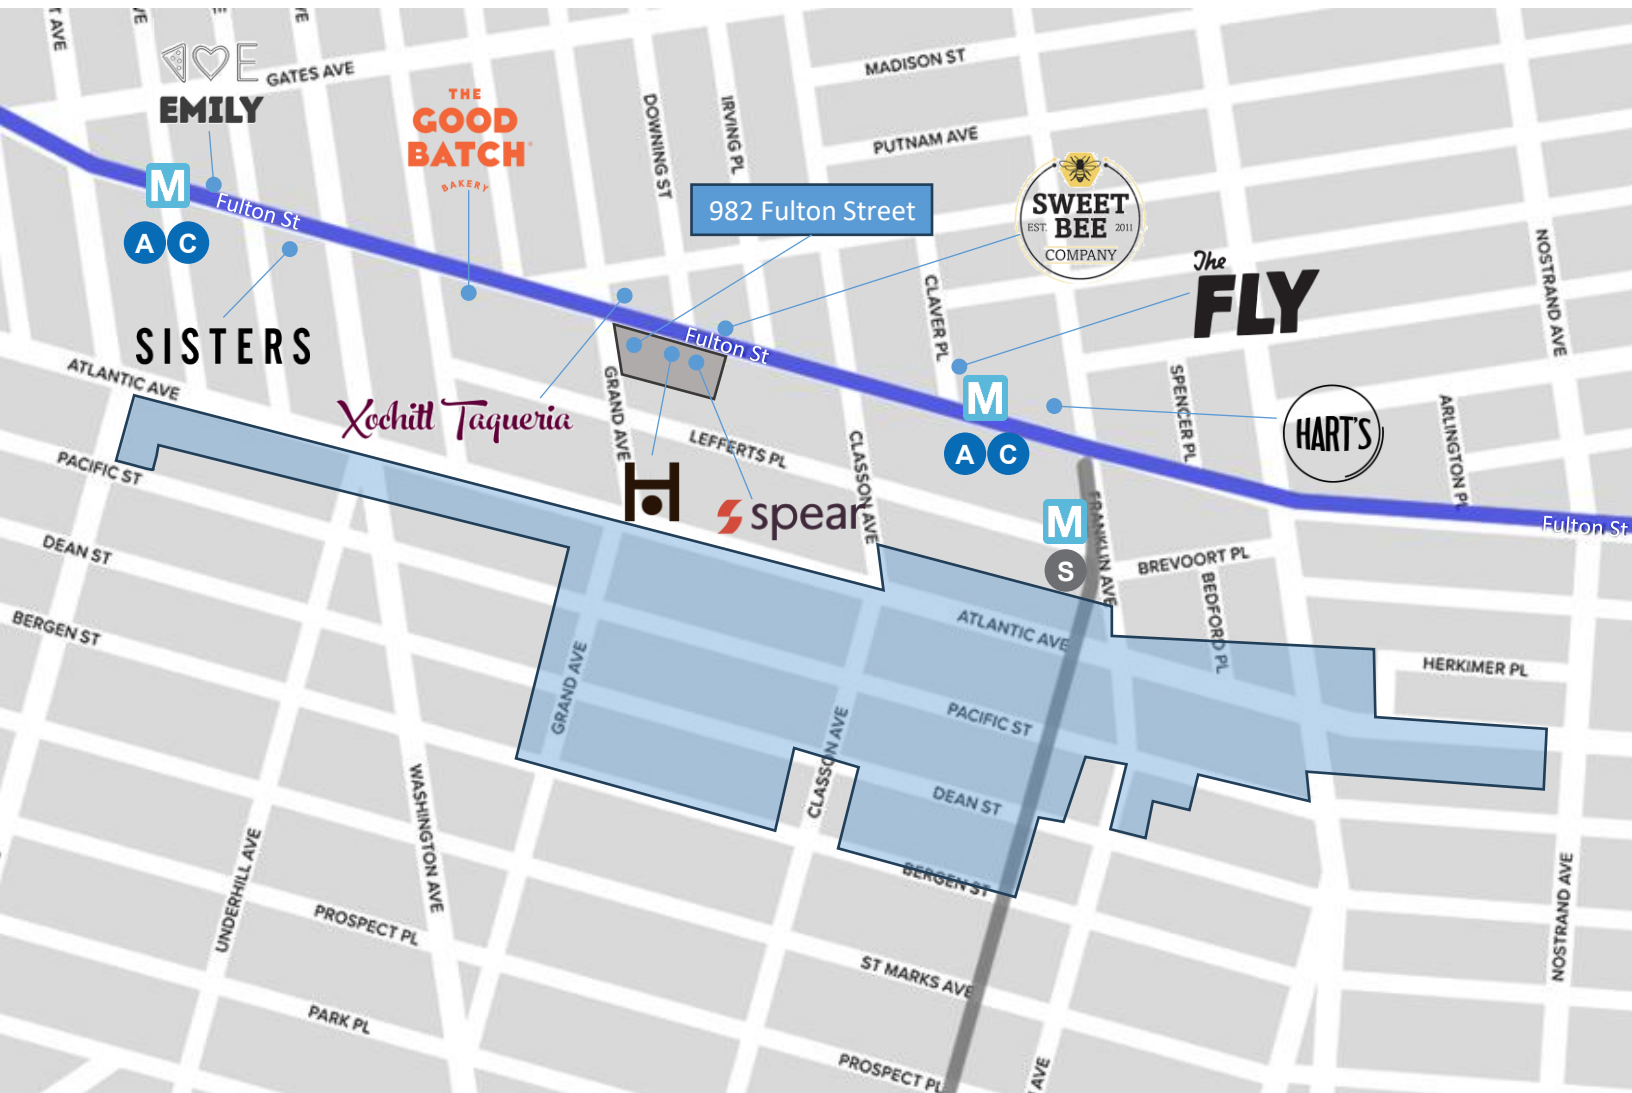 AVE
GATES AVE
E
EMILY
M
A C
Fulton St
THE
GOOD
BATCH
BAKERY
DOWNING ST
IRVING PL
MADISON ST
PUTNAM AVE
982 Fulton Street
SWEET
EST. BEE 2011
COMPANY
The
FLY
NOSTRAND AVE
CLAVER PL
SISTERS
ATLANTIC AVE
Xochitl Taqueria
GRAND AVE
Fulton St
LEFFERTS PL
CLASSON AVE
spear
M
A C
SPENCER PL
HART'S
ARLINGTON PL
M
S
FRANKLIN AVE
Fulton St
BREVOORT PL
BEDFORD PL
HERKIMER PL
PACIFIC ST
DEAN ST
BERGEN ST
ATLANTIC AVE
GRAND AVE
PACIFIC ST
CLASSON AVE
DEAN ST
BERGEN ST
WASHINGTON AVE
UNDERHILL AVE
PROSPECT PL
ST MARKS AVE
NOSTRAND AVE
PARK PL
PROSPECT PL
AVE